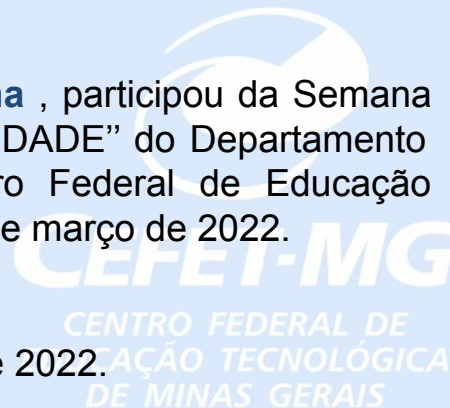 na , participou da Semana
DADE’’ do Departamento
ro Federal de Educação
e março de 2022.
CEFET-MG
CENTRO FEDERAL DE
EDUCAÇÃO TECNOLÓGICA
e 2022.
DE MINAS GERAIS